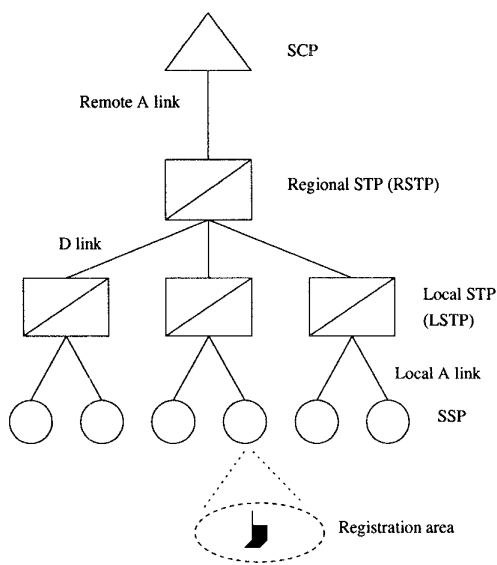 SCP
Remote A link
Regional STP (RSTP)
D link
Local STP
(LSTP)
Local A link
SSP
Registration area